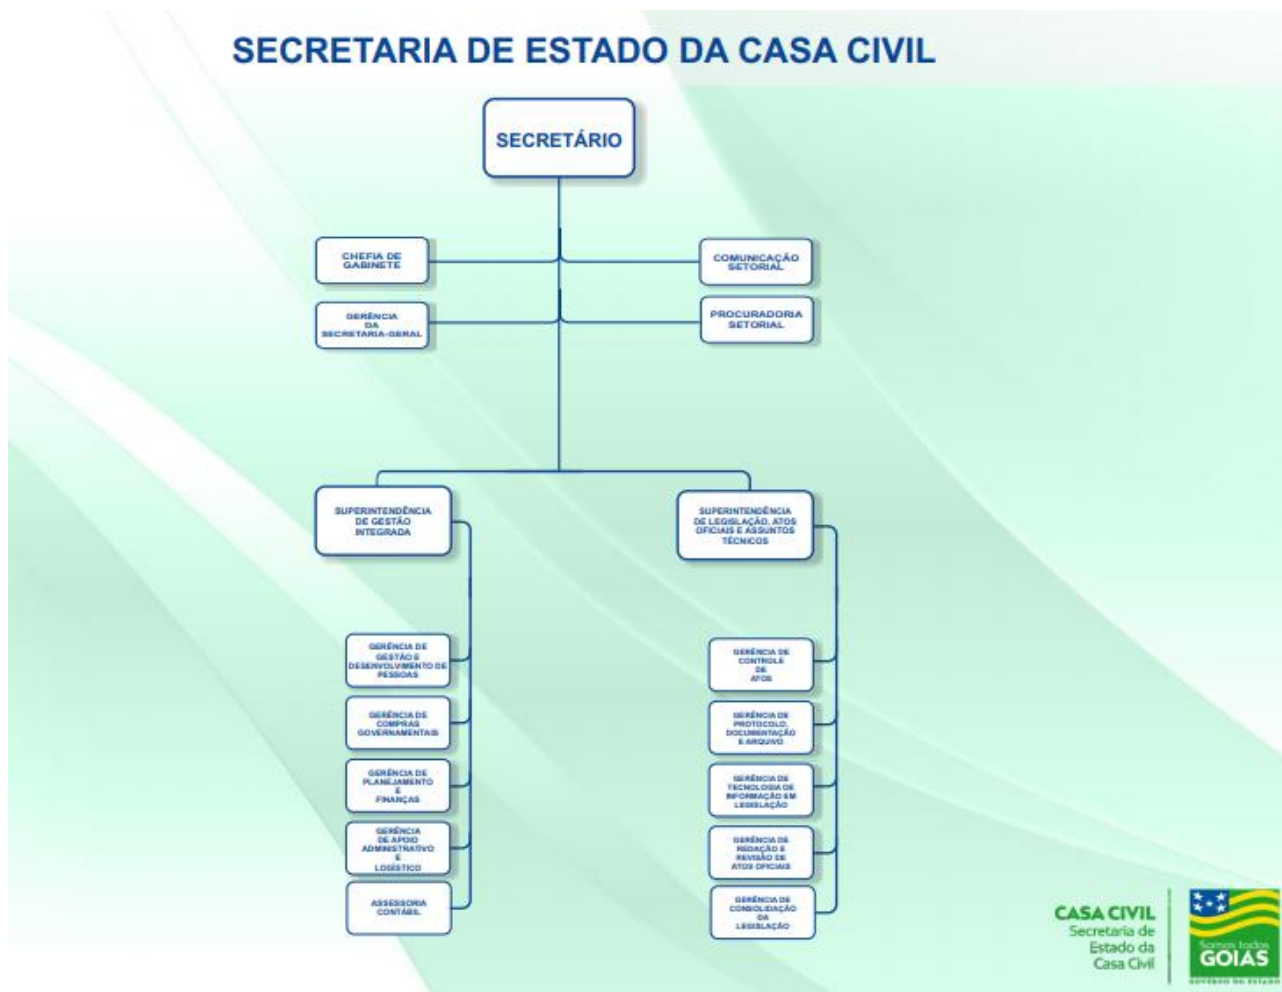 SECRETARIA DE ESTADO DA CASA CIVIL
SECRETÁRIO
CHEFIA DE
GABINETE
COMUNICAÇÃO
SETORIAL
GERÊNCIA
DA
SECRETARIA-GERAL
PROCURADORIA
SETORIAL
SUPERINTENDÊNCIA
DE GESTÃO
INTEGRADA
SUPERINTENDÊNCIA
DE LEGISLAÇÃO, ATOS
OFICIAIS E ASSUNTOS
TÉCNICOS
GERÊNCIA DE
GESTÃO E
DESENVOLVIMENTO DE
PESSOAS
GERÊNCIA DE
COMPRAS
GOVERNAMENTAIS
GERÊNCIA DE
PLANEJAMENTO
E
FINANÇAS
GERÊNCIA
DE APOIO
ADMINISTRATIVO
E
LOGÍSTICO
ASSESSORIA
CONTÁBIL
GERÊNCIA DE
CONTROLE
DE
ATOS
GERÊNCIA DE
PROTOCOLO,
DOCUMENTAÇÃO
E ARQUIVO
GERÊNCIA DE
TECNOLOGIA DE
INFORMAÇÃO EM
LEGISLAÇÃO
GERÊNCIA DE
REDAÇÃO E
REVISÃO DE
ATOS OFICIAIS
GERÊNCIA DE
CONSOLIDAÇÃO
DA
LEGISLAÇÃO
CASA CIVIL
Secretaria de
Estado da
Casa Civil
Somos todos
GOIÁS
GOVERNO DO ESTADO